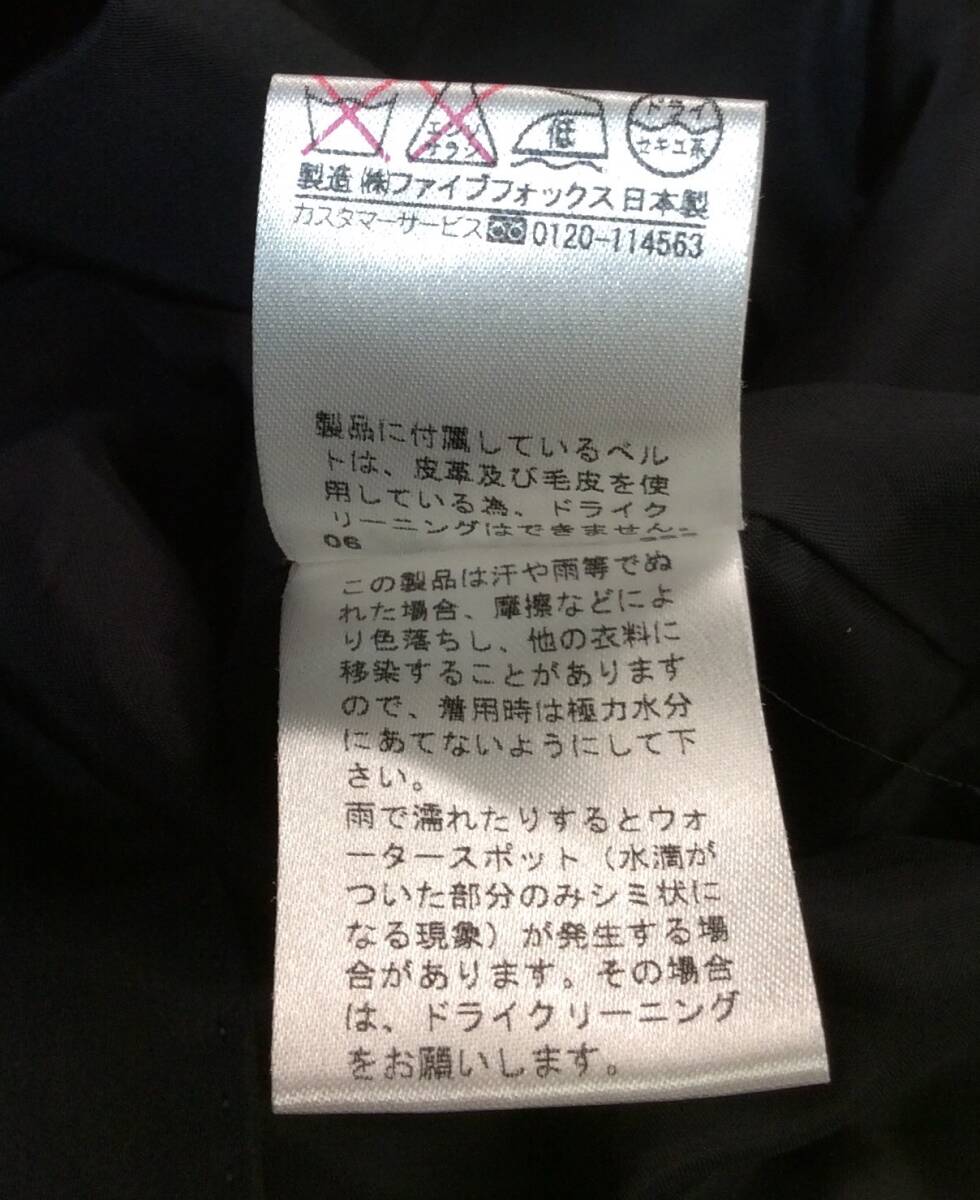 エンソ
チラシ
低
ドライ
セキユ系
製造 ㈱ファイブフォックス 日本製
カスタマーサービス 0120-114563
製品に付属しているベル
トは、皮革及び毛皮を使
用している為、ドライク
リーニングはできません。
06
この製品は汗や雨等でぬ
れた場合、摩擦などによ
り色落ちし、他の衣料に
移染することがあります
ので、着用時は極力水分
にあてないようにして下
さい。
雨で濡れたりするとウォ
ータースポット（水滴が
ついた部分のみシミ状に
なる現象）が発生する場
合があります。その場合
は、ドライクリーニング
をお願いします。